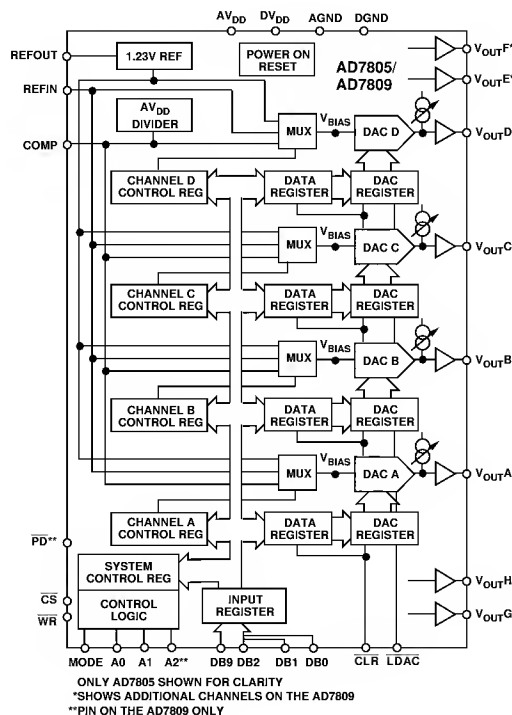 AVDD DVDD AGND DGND
REFOUT
1.23V REF
POWER ON
RESET
AD7805/
AD7809
VOUTF*
VOUTE*
REFIN
AVDD
DIVIDER
COMP
MUX
VBIAS
DAC D
VOUTD
CHANNEL D
CONTROL REG
DATA
REGISTER
DAC
REGISTER
MUX
VBIAS
DAC C
VOUTC
CHANNEL C
CONTROL REG
DATA
REGISTER
DAC
REGISTER
MUX
VBIAS
DAC B
VOUTB
CHANNEL B
CONTROL REG
DATA
REGISTER
DAC
REGISTER
MUX
VBIAS
DAC A
VOUTA
CHANNEL A
CONTROL REG
DATA
REGISTER
DAC
REGISTER
PD**
SYSTEM
CONTROL REG
CONTROL
LOGIC
INPUT
REGISTER
CS
WR
VOUTH*
VOUTG*
MODE A0 A1 A2** DB9 DB2 DB1 DB0 CLR LDAC
ONLY AD7805 SHOWN FOR CLARITY
*SHOWS ADDITIONAL CHANNELS ON THE AD7809
**PIN ON THE AD7809 ONLY